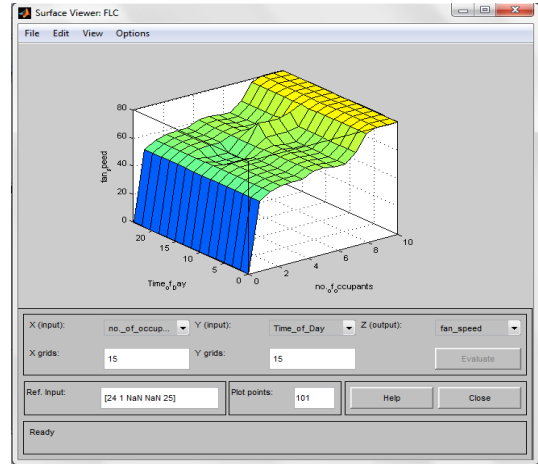 Surface Viewer: FLC
File Edit View Options
80
60
40
20
0
fan_speed
20
15
10
5
0
Time_of_Day
0
2
4
6
8
10
no._of_occupants
X (input): no._of_occup... Y (input): Time_of_Day Z (output): fan_speed
X grids: 15 Y grids: 15 Evaluate
Ref. Input: [24 1 NaN NaN 25] Plot points: 101 Help Close
Ready